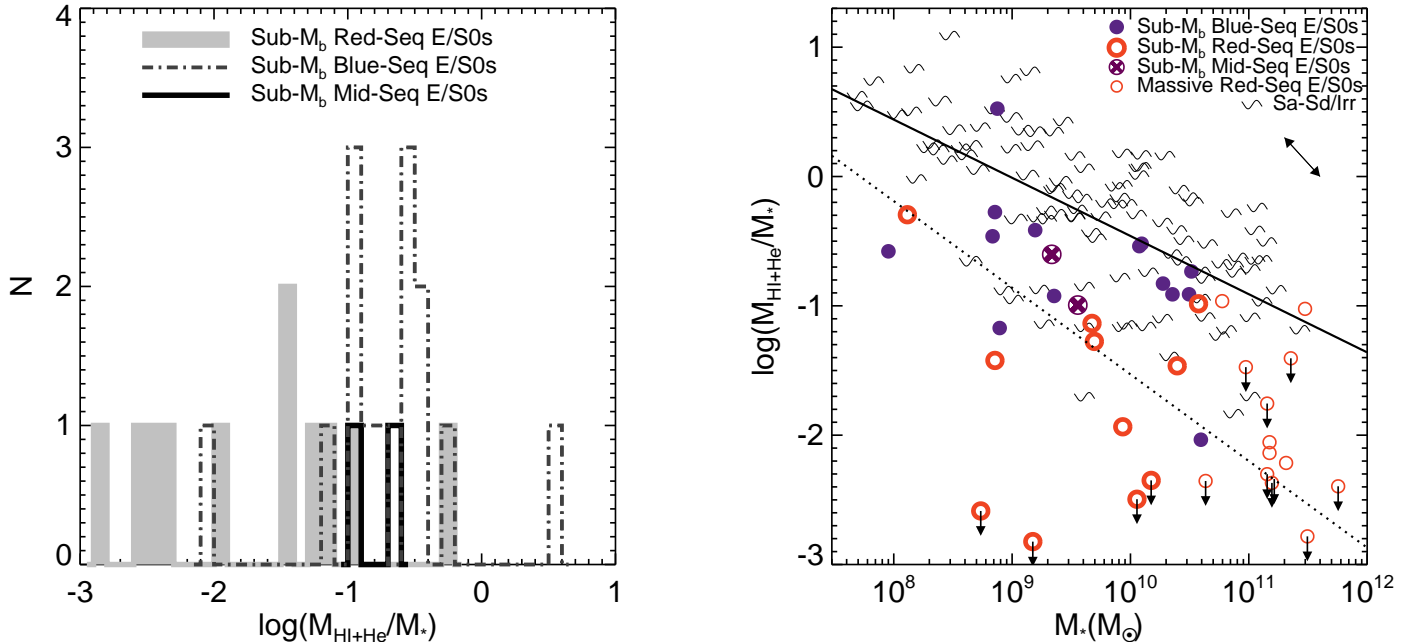 4
3
2
1
0
N
-3
-2
-1
0
1
log(M_HI+He/M_*)
Sub-M_b Red-Seq E/S0s
Sub-M_b Blue-Seq E/S0s
Sub-M_b Mid-Seq E/S0s
1
0
-1
-2
-3
log(M_HI+He/M_*)
10^8
10^9
10^10
10^11
10^12
M_*(M_⊙)
Sub-M_b Blue-Seq E/S0s
Sub-M_b Red-Seq E/S0s
Sub-M_b Mid-Seq E/S0s
Massive Red-Seq E/S0s
Sa-Sd/Irr